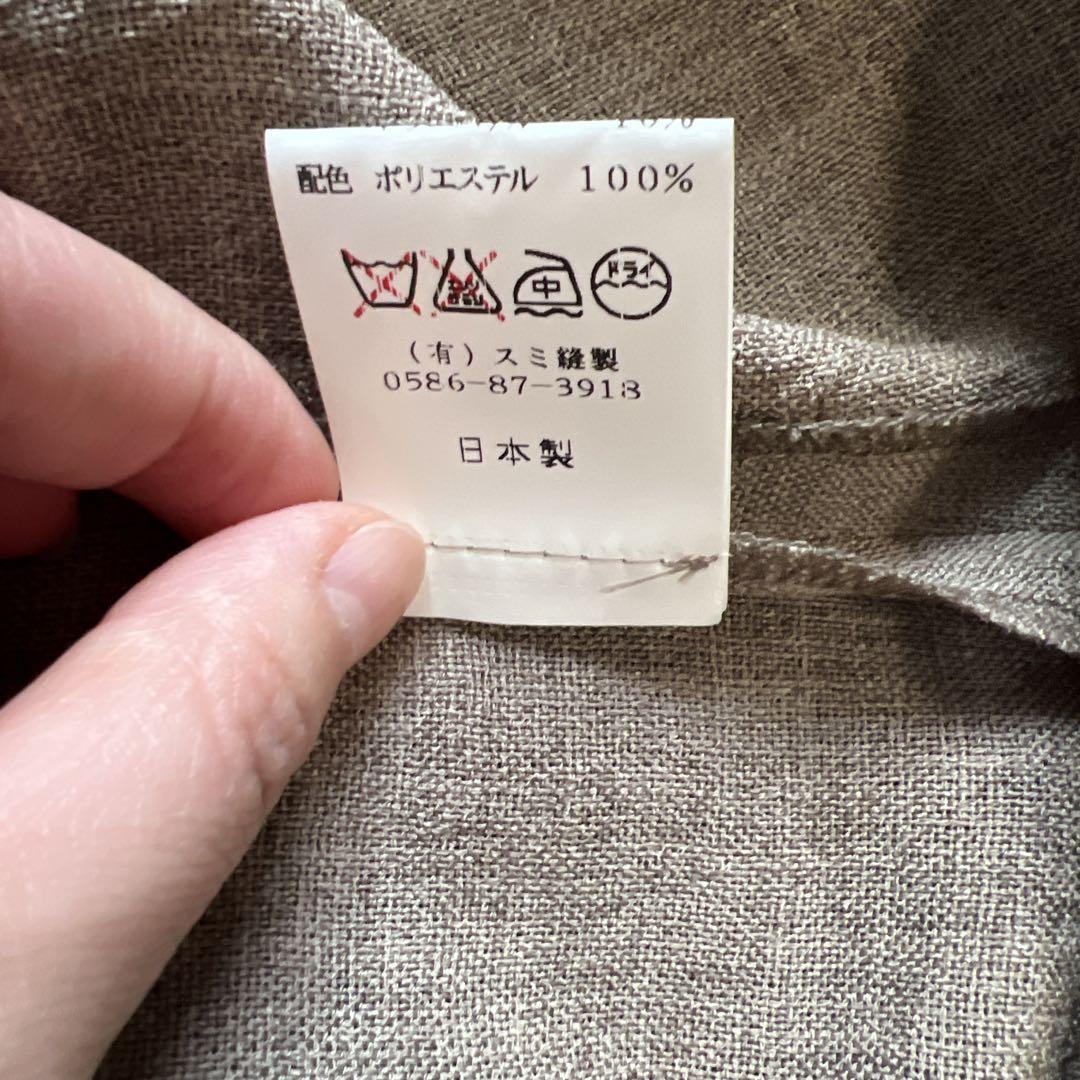 10%
配色 ポリエステル 100%
中 ドライ
(有)スミ縫製
0586-87-3918
日本製